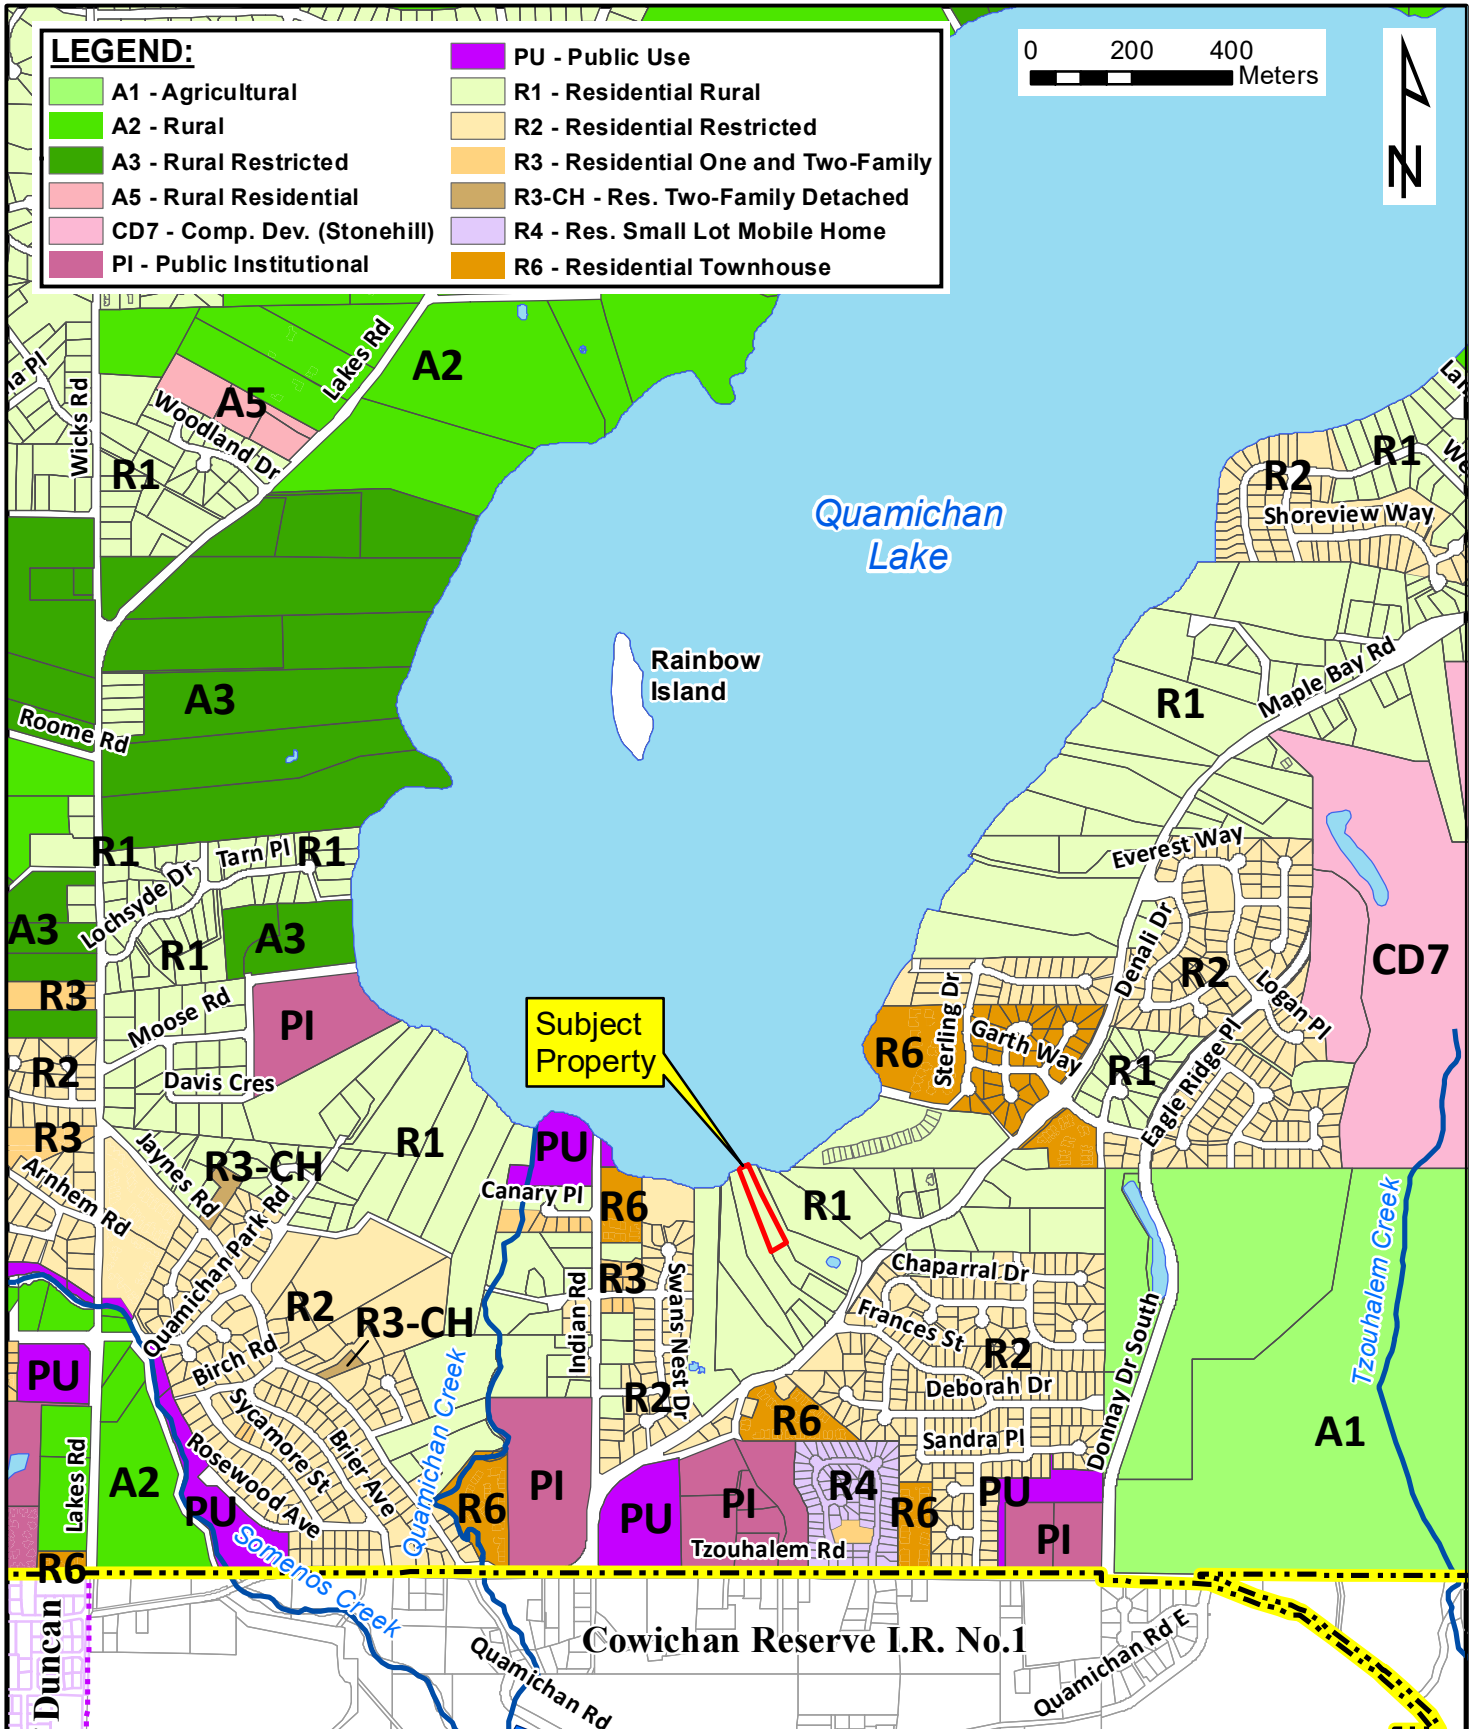 LEGEND:
A1 - Agricultural
A2 - Rural
A3 - Rural Restricted
A5 - Rural Residential
CD7 - Comp. Dev. (Stonehill)
PI - Public Institutional
PU - Public Use
R1 - Residential Rural
R2 - Residential Restricted
R3 - Residential One and Two-Family
R3-CH - Res. Two-Family Detached
R4 - Res. Small Lot Mobile Home
R6 - Residential Townhouse
0 200 400
Meters
N
Lakes Rd
A2
Wicks Rd
A5
Woodland Dr
R1
R2
R1
Shoreview Way
Quamichan
Lake
Rainbow
Island
A3
Roome Rd
R1
Maple Bay Rd
R1
Tarn Pl
R1
Everest Way
Lochsyde Dr
A3
A3
R1
Denali Dr
R2
CD7
Logan Pl
R3
Moose Rd
PI
Subject
Property
Sterling Dr
R6
Garth Way
R1
Eagle Ridge Pl
R2
Davis Cres
R3
Jaynes Rd
R3-CH
R1
PU
Arnhem Rd
Canary Pl
R6
R1
Quamichan Park Rd
Tzouhalem Creek
R2
R3-CH
Indian Rd
R3
Swans Nest Dr
Chaparral Dr
Frances St
R2
Donnay Dr South
Birch Rd
PU
Quamichan Creek
R2
Deborah Dr
Sycamore St
Brier Ave
R6
Sandra Pl
A1
Lakes Rd
A2
Rosewood Ave
PU
R6
PI
PU
PI
R4
R6
PU
PI
Tzouhalem Rd
R6
Somenos Creek
Duncan
Quamichan Rd
Cowichan Reserve I.R. No.1
Quamichan Rd E